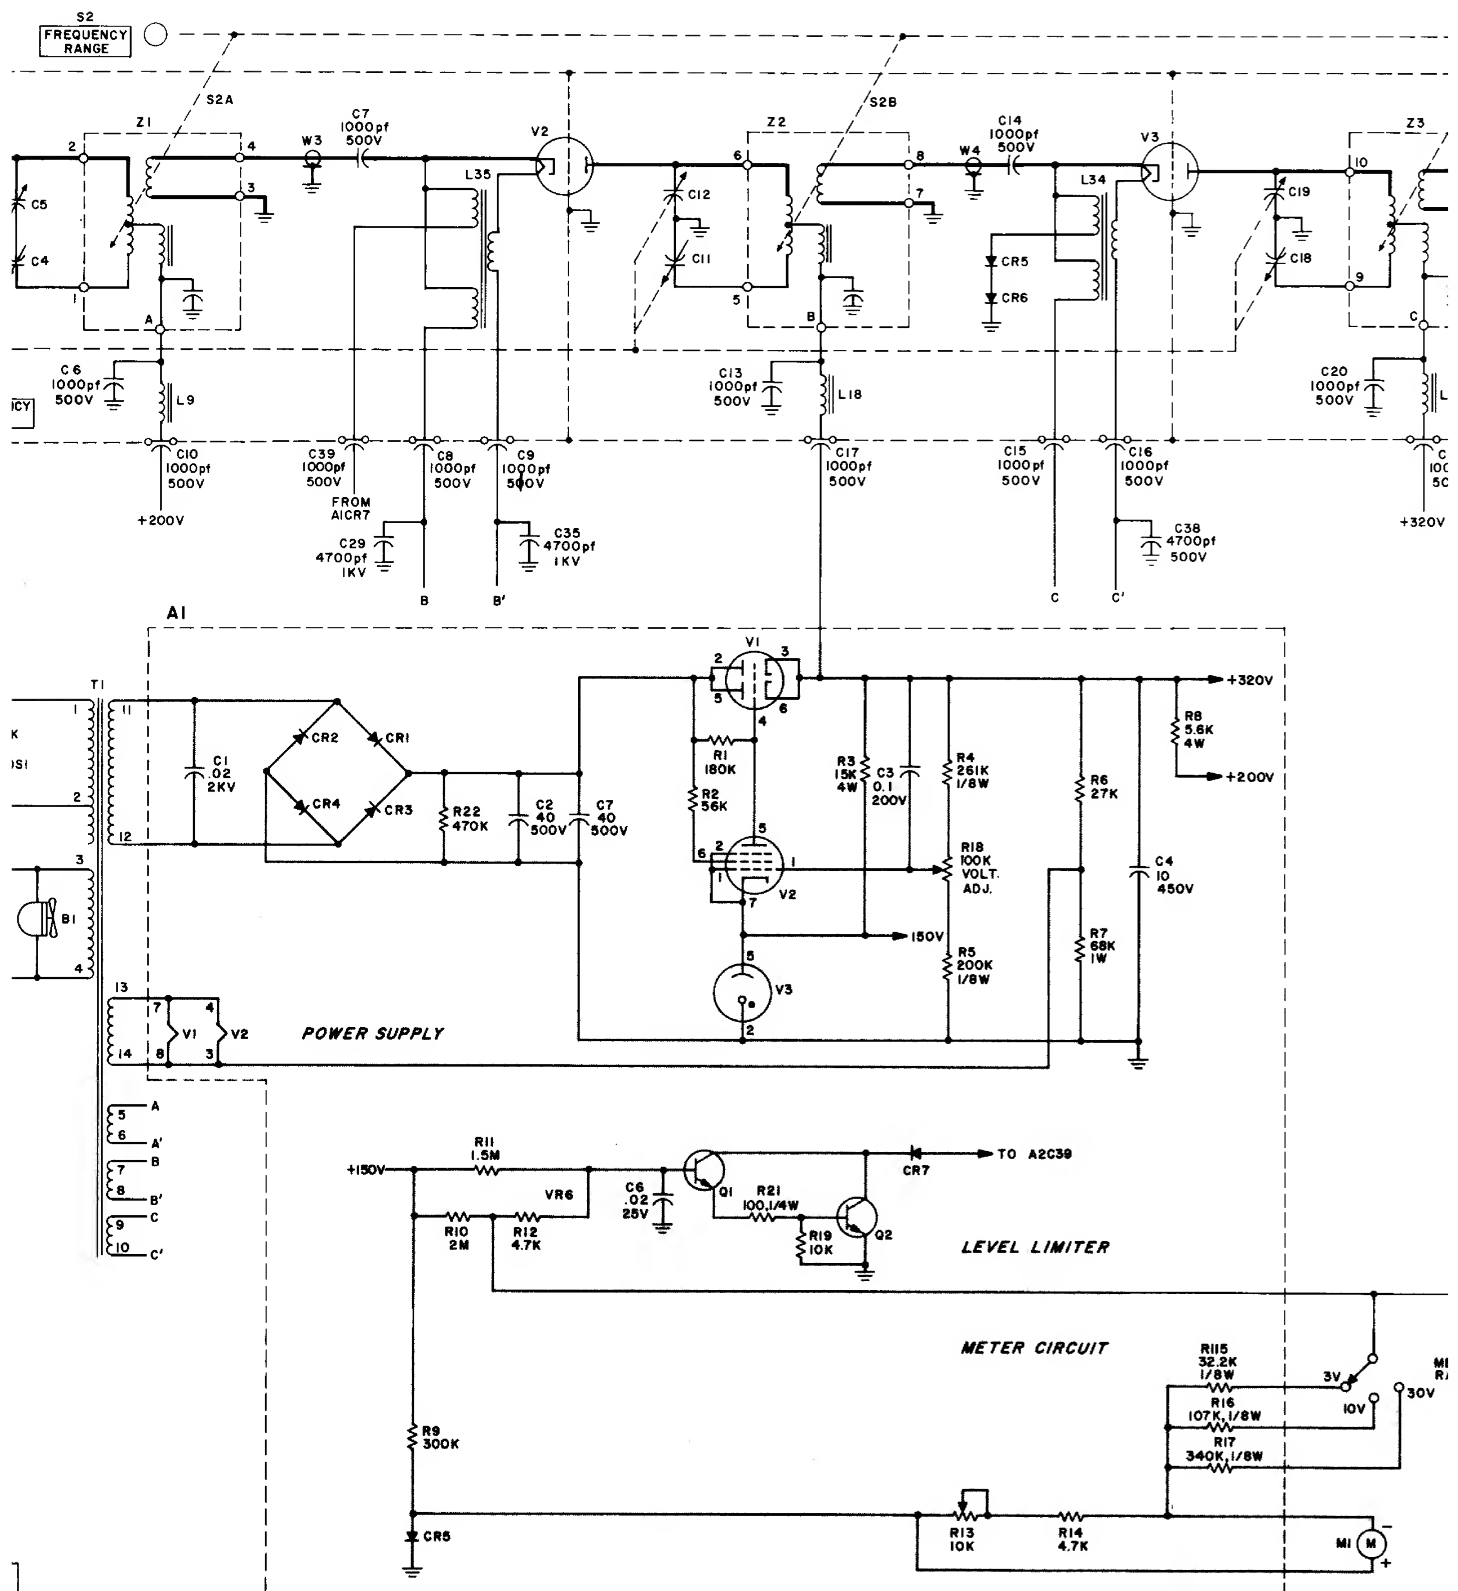 S2
FREQUENCY
RANGE
S2A
S2B
Z1
2
4
3
1
A
C5
C4
W3
C7
1000pf
500V
L35
V2
C12
C11
Z2
6
8
7
5
B
W4
C14
1000pf
500V
L34
CR5
CR6
V3
C19
C18
Z3
10
9
C
C6
1000pf
500V
L9
C13
1000pf
500V
L18
C20
1000pf
500V
L
ICY
C10
1000pf
500V
+200V
C39
1000pf
500V
FROM
A1CR7
C8
1000pf
500V
C9
1000pf
500V
C17
1000pf
500V
C15
1000pf
500V
C16
1000pf
500V
C
100
50
+320V
C29
4700pf
1KV
C35
4700pf
1KV
C38
4700pf
500V
B
B'
C
C'
A1
T1
1
11
K
OSI
2
12
3
B1
4
13
14
C1
.02
2KV
CR2
CR1
CR4
CR3
R22
470K
C2
40
500V
C7
40
500V
V1
2
3
5
6
4
R1
180K
R2
56K
5
6
2
1
1
7
V2
R3
15K
4W
C3
0.1
200V
R4
261K
1/8W
R18
100K
VOLT.
ADJ.
R5
200K
1/8W
150V
5
V3
2
R6
27K
R7
68K
1W
C4
10
450V
R8
5.6K
4W
+320V
+200V
7
V1
8
4
V2
3
POWER SUPPLY
5
A
6
A'
7
B
8
B'
9
C
10
C'
+150V
R11
1.5M
VR6
R10
2M
R12
4.7K
C6
.02
25V
Q1
R21
100,1/4W
R19
10K
Q2
CR7
TO A2C39
LEVEL LIMITER
METER CIRCUIT
R9
300K
CR5
R115
32.2K
1/8W
R16
107K,1/8W
R17
340K,1/8W
3V
10V
30V
R13
10K
R14
4.7K
M1
M
-
+